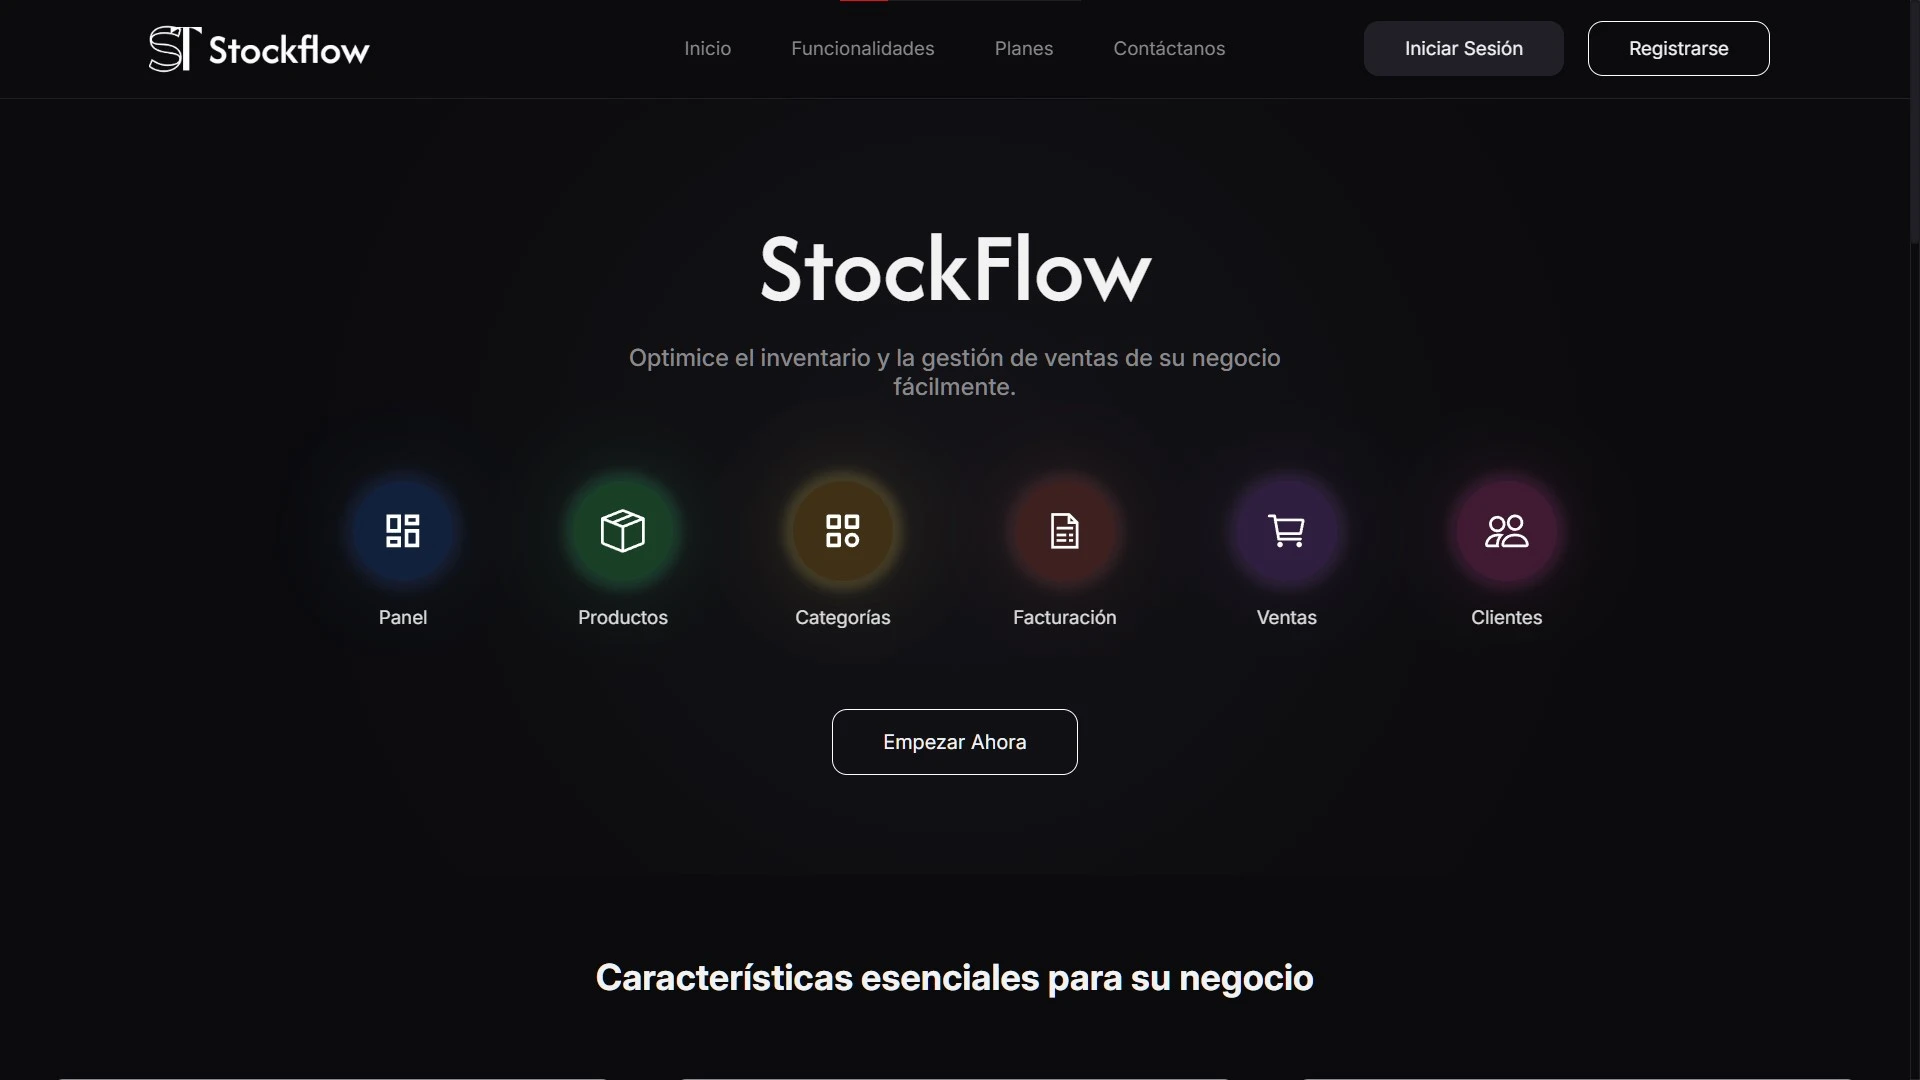 ST Stockflow
Inicio
Funcionalidades
Planes
Contáctanos
Iniciar Sesión
Registrarse
StockFlow
Optimice el inventario y la gestión de ventas de su negocio
fácilmente.
Panel
Productos
Categorías
Facturación
Ventas
Clientes
Empezar Ahora
Características esenciales para su negocio